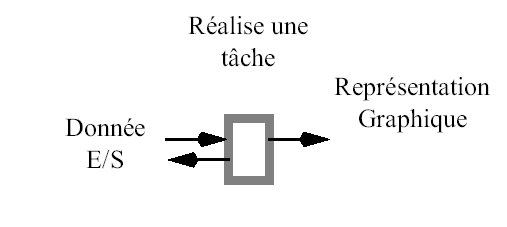 Réalise une
tâche
Représentation
Graphique
Donnée
E/S